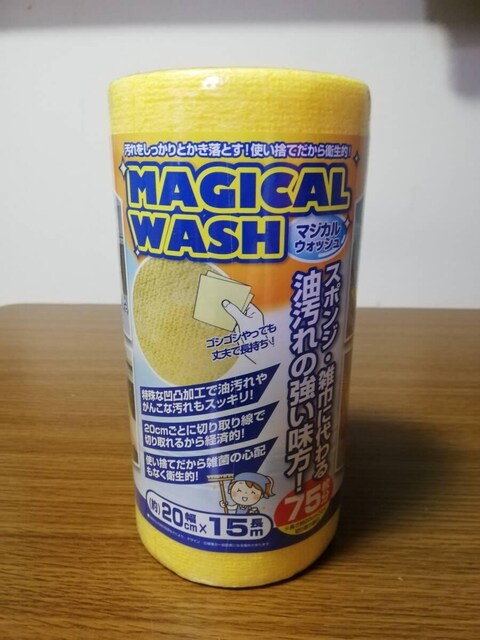 汚れをしっかりとかき落とす!使い捨てだから衛生的!
MAGICAL
WASH
マジカル
ウォッシュ
スポンジ・雑巾に代わる
油汚れの強い味方!
ゴシゴシやっても
丈夫で長持ち!
特殊な凹凸加工で油汚れや
がんこな汚れもスッキリ!
20cmごとに切り取り線で
切り取れるから経済的!
使い捨てだから雑菌の心配
もなく衛生的!
75
(約)20cm幅×15m長